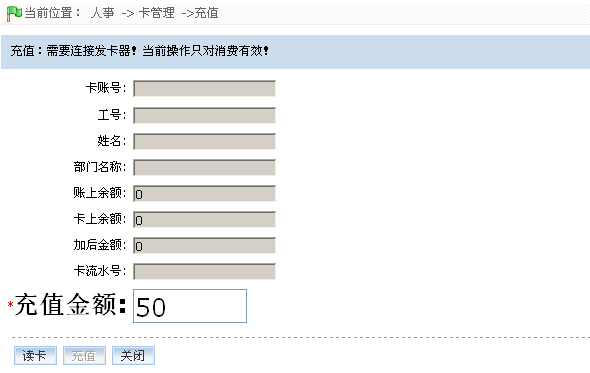 当前位置： 人事 -> 卡管理 ->充值
充值：需要连接发卡器！当前操作只对消费有效！
卡账号:
工号:
姓名:
部门名称:
账上余额: 0
卡上余额: 0
加后金额: 0
卡流水号:
*充值金额: 50
读卡 充值 关闭